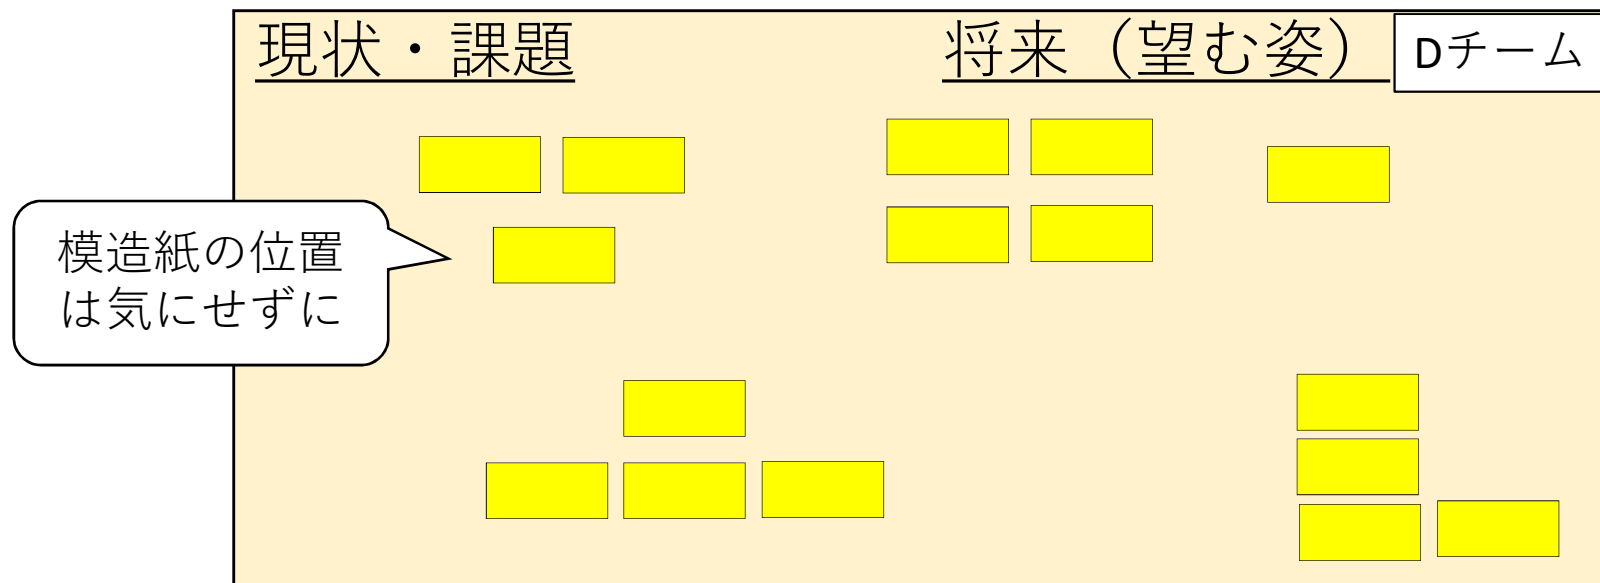 現状・課題
将来（望む姿）
Dチーム
模造紙の位置
は気にせずに